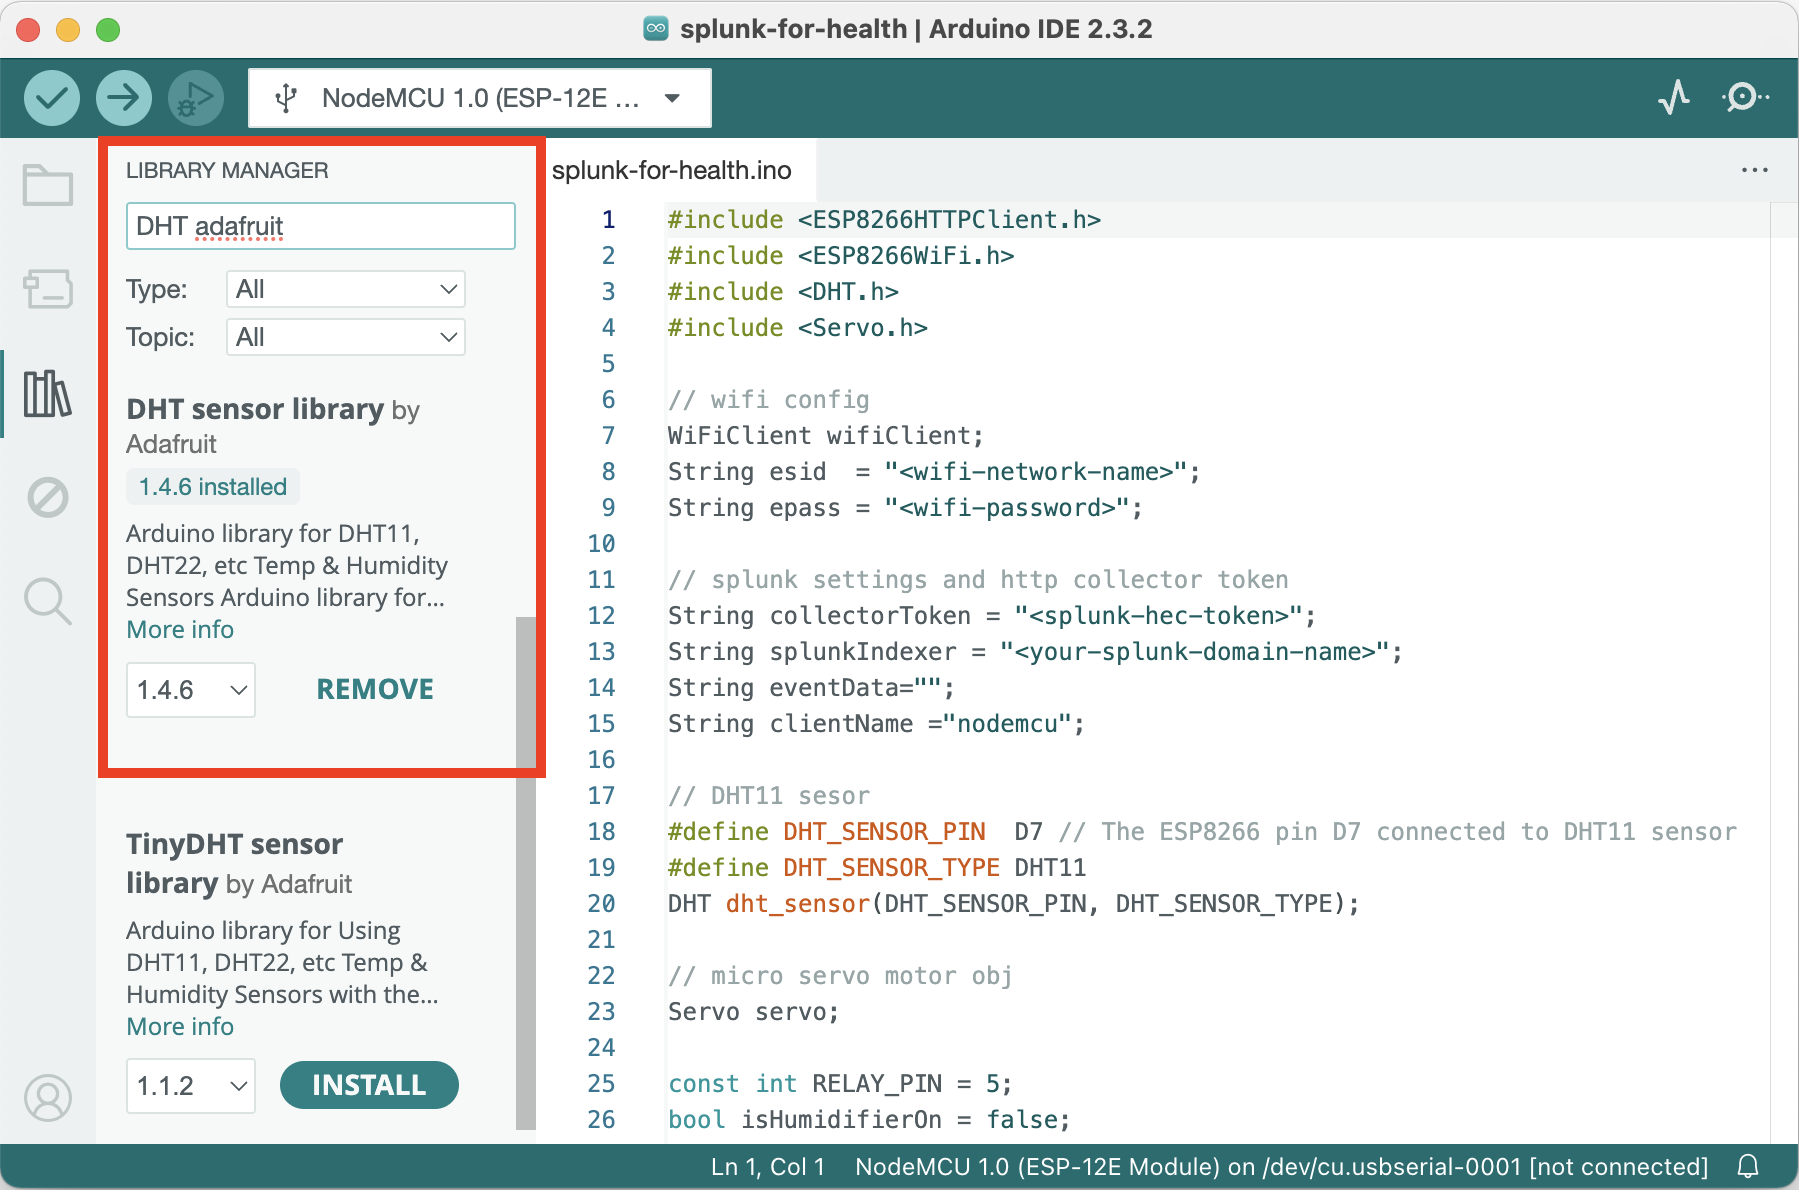 splunk-for-health | Arduino IDE 2.3.2
NodeMCU 1.0 (ESP-12E ...
LIBRARY MANAGER
DHT adafruit
Type: All
Topic: All
DHT sensor library by
Adafruit
1.4.6 installed
Arduino library for DHT11,
DHT22, etc Temp & Humidity
Sensors Arduino library for...
More info
1.4.6 REMOVE
TinyDHT sensor
library by Adafruit
Arduino library for Using
DHT11, DHT22, etc Temp &
Humidity Sensors with the...
More info
1.1.2 INSTALL
splunk-for-health.ino
1 #include <ESP8266HTTPClient.h>
2 #include <ESP8266WiFi.h>
3 #include <DHT.h>
4 #include <Servo.h>
5
6 // wifi config
7 WiFiClient wifiClient;
8 String esid  = "<wifi-network-name>";
9 String epass = "<wifi-password>";
10
11 // splunk settings and http collector token
12 String collectorToken = "<splunk-hec-token>";
13 String splunkIndexer = "<your-splunk-domain-name>";
14 String eventData="";
15 String clientName ="nodemcu";
16
17 // DHT11 sesor
18 #define DHT_SENSOR_PIN  D7 // The ESP8266 pin D7 connected to DHT11 sensor
19 #define DHT_SENSOR_TYPE DHT11
20 DHT dht_sensor(DHT_SENSOR_PIN, DHT_SENSOR_TYPE);
21
22 // micro servo motor obj
23 Servo servo;
24
25 const int RELAY_PIN = 5;
26 bool isHumidifierOn = false;
Ln 1, Col 1 NodeMCU 1.0 (ESP-12E Module) on /dev/cu.usbserial-0001 [not connected]